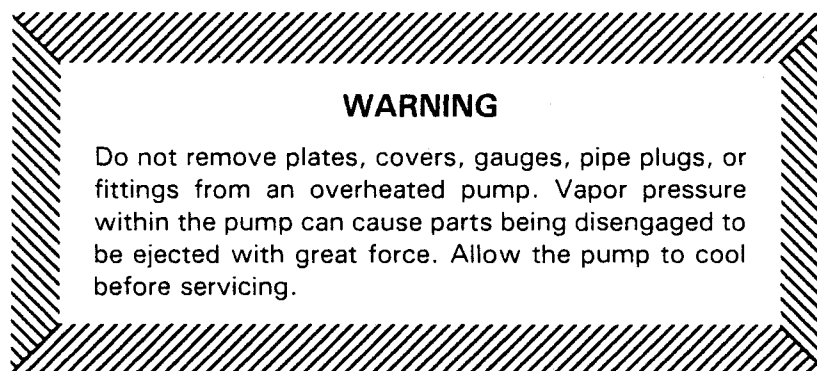 WARNING
Do not remove plates, covers, gauges, pipe plugs, or
fittings from an overheated pump. Vapor pressure
within the pump can cause parts being disengaged to
be ejected with great force. Allow the pump to cool
before servicing.